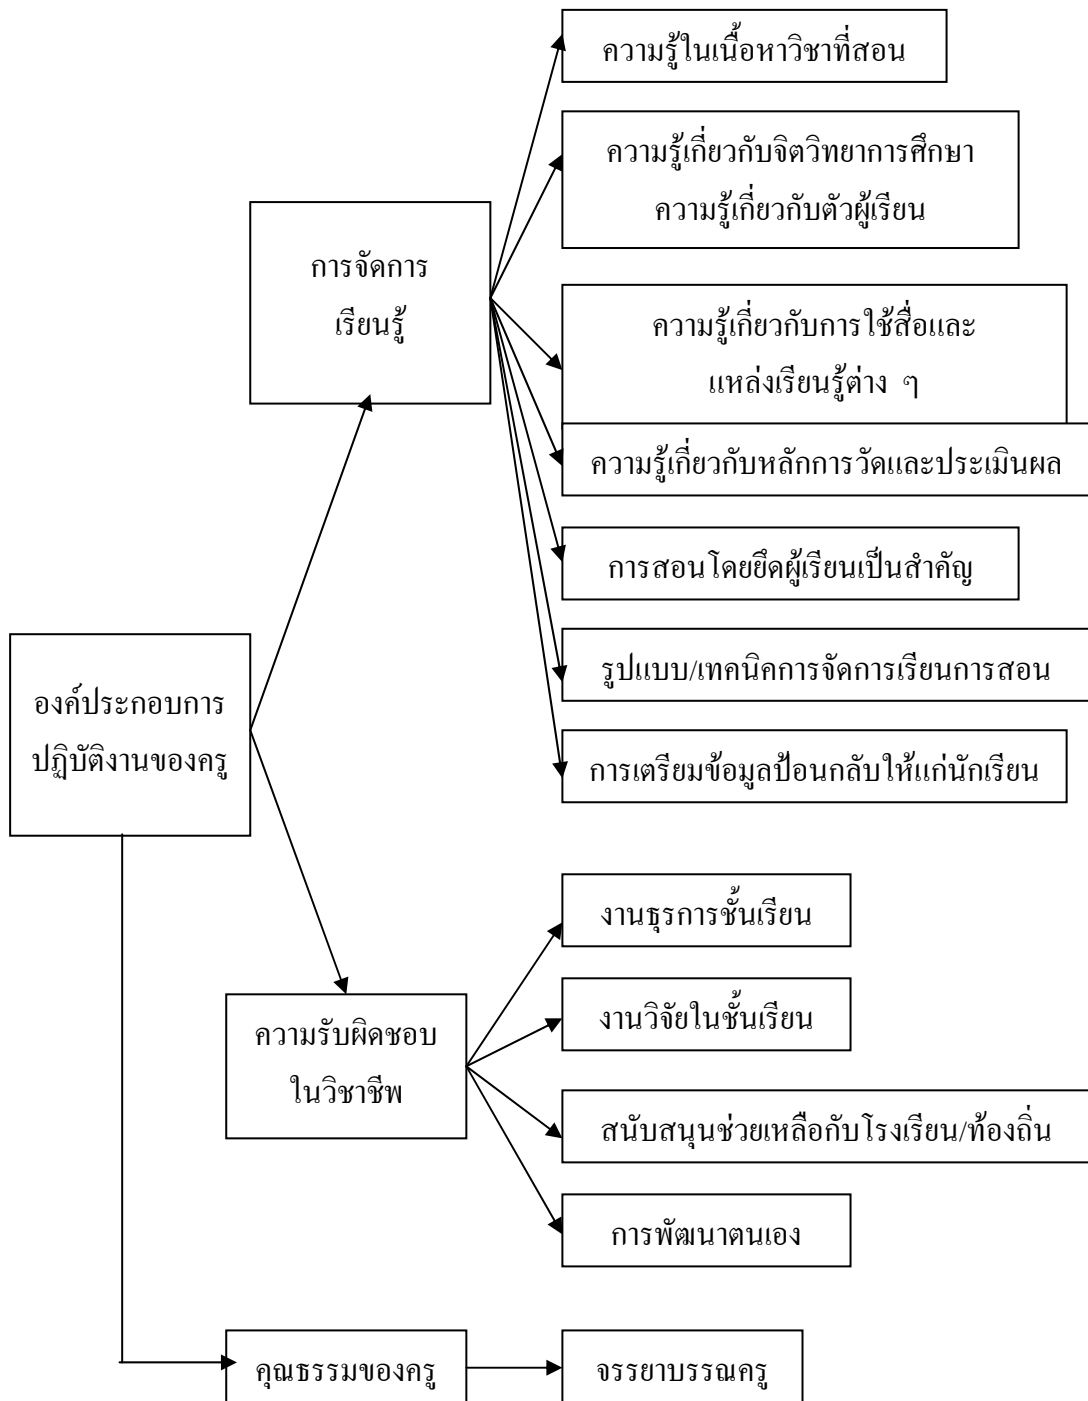 ความรู้ในเนื้อหาวิชาที่สอน
ความรู้เกี่ยวกับจิตวิทยาการศึกษา
ความรู้เกี่ยวกับตัวผู้เรียน
การจัดการ
เรียนรู้
ความรู้เกี่ยวกับการใช้สื่อและ
แหล่งเรียนรู้ต่าง ๆ
ความรู้เกี่ยวกับหลักการวัดและประเมินผล
การสอนโดยยึดผู้เรียนเป็นสำคัญ
รูปแบบ/เทคนิคการจัดการเรียนการสอน
การเตรียมข้อมูลป้อนกลับให้แก่นักเรียน
องค์ประกอบการ
ปฏิบัติงานของครู
งานธุรการชั้นเรียน
งานวิจัยในชั้นเรียน
ความรับผิดชอบ
ในวิชาชีพ
สนับสนุนช่วยเหลือกับโรงเรียน/ท้องถิ่น
การพัฒนาตนเอง
คุณธรรมของครู
จรรยาบรรณครู